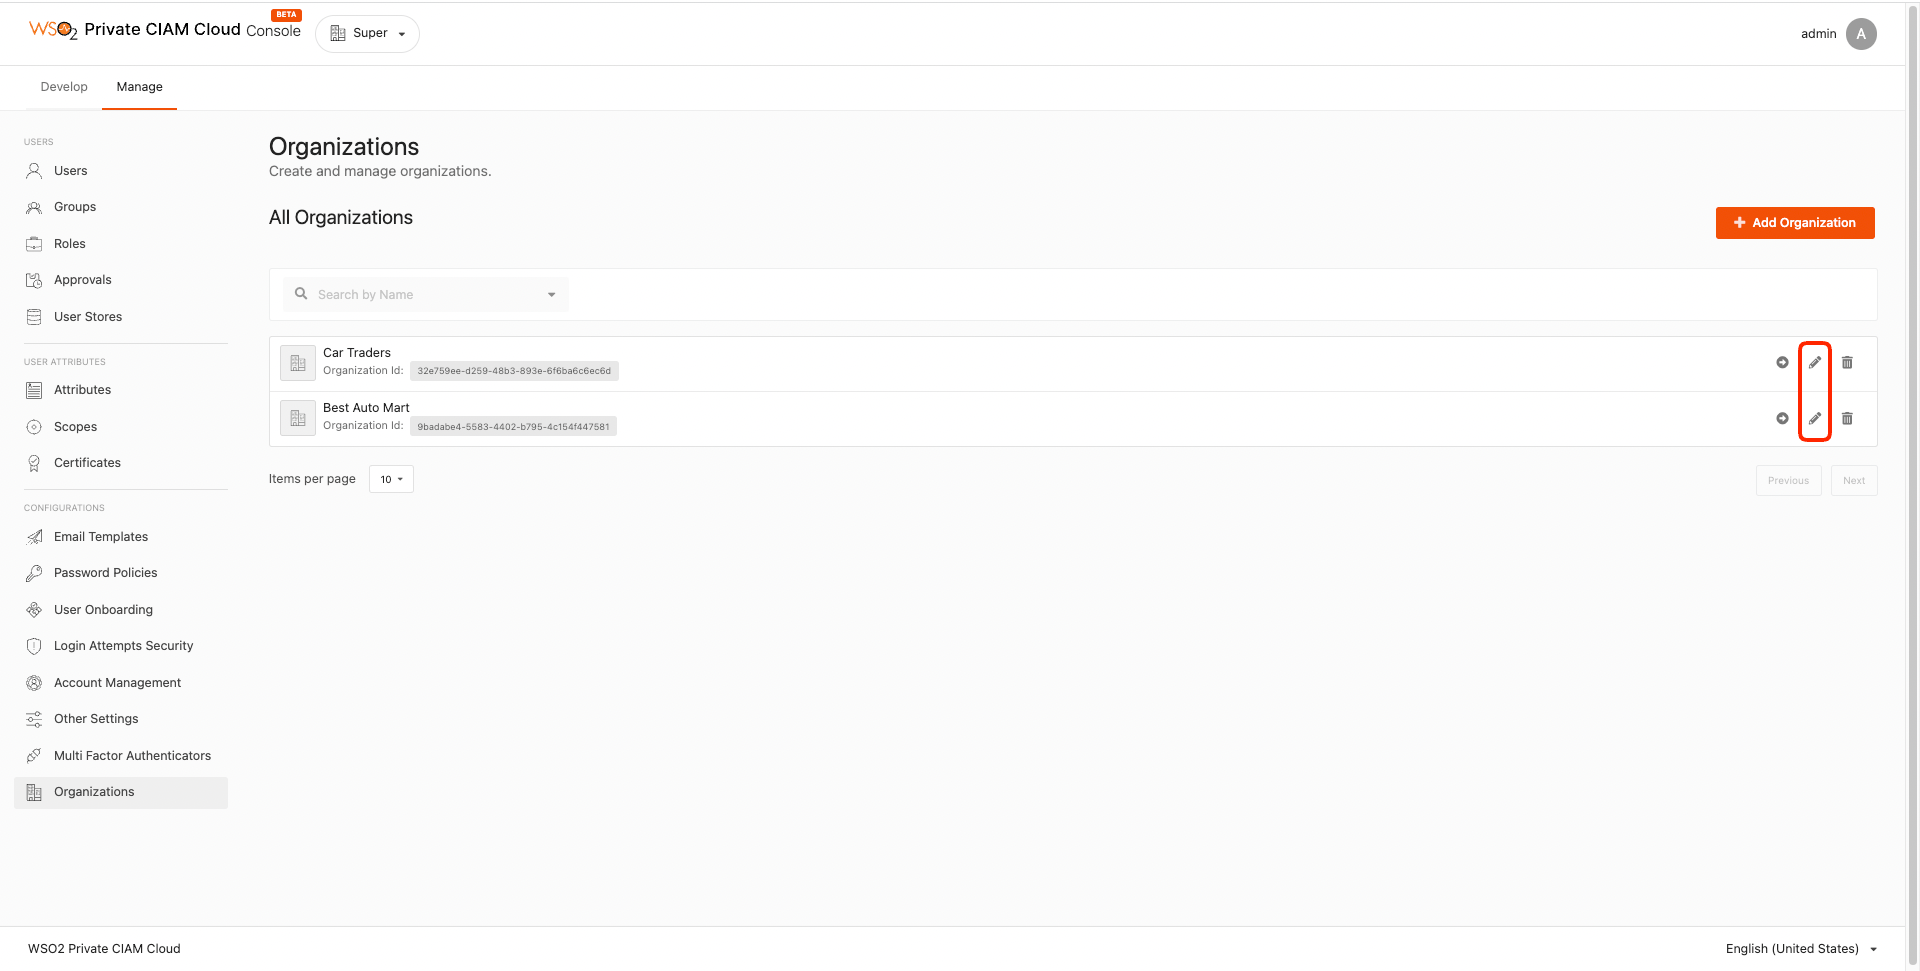 BETA
WSO2 Private CIAM Cloud Console
Super
admin
A
Develop
Manage
USERS
Users
Groups
Roles
Approvals
User Stores
USER ATTRIBUTES
Attributes
Scopes
Certificates
CONFIGURATIONS
Email Templates
Password Policies
User Onboarding
Login Attempts Security
Account Management
Other Settings
Multi Factor Authenticators
Organizations
Organizations
Create and manage organizations.
All Organizations
Add Organization
Search by Name
Car Traders
Organization Id: 32e759ee-d259-48b3-893e-6f6ba6c6ec6d
Best Auto Mart
Organization Id: 9badabe4-5583-4402-b795-4c154f447581
Items per page 10
Previous
Next
WSO2 Private CIAM Cloud
English (United States)